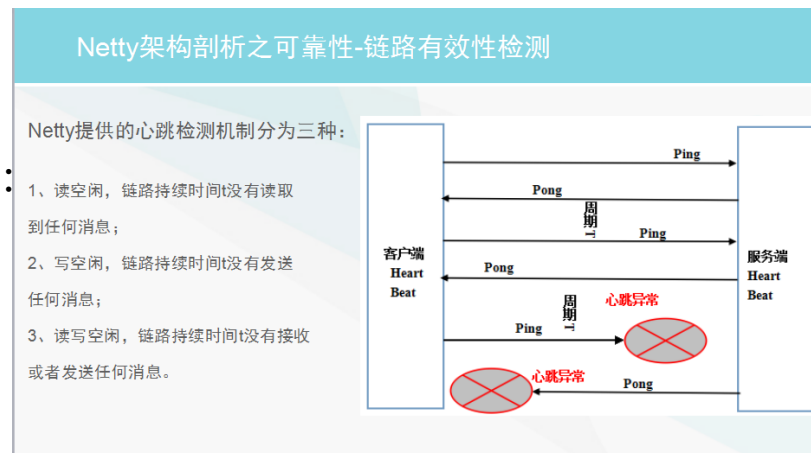 Netty架构剖析之可靠性-链路有效性检测
Netty提供的心跳检测机制分为三种：
1、读空闲，链路持续时间t没有读取
到任何消息；
2、写空闲，链路持续时间t没有发送
任何消息；
3、读写空闲，链路持续时间t没有接收
或者发送任何消息。
客户端
Heart
Beat
Ping
Pong
周期T
Ping
Pong
周期T
心跳异常
Ping
心跳异常
Pong
服务端
Heart
Beat